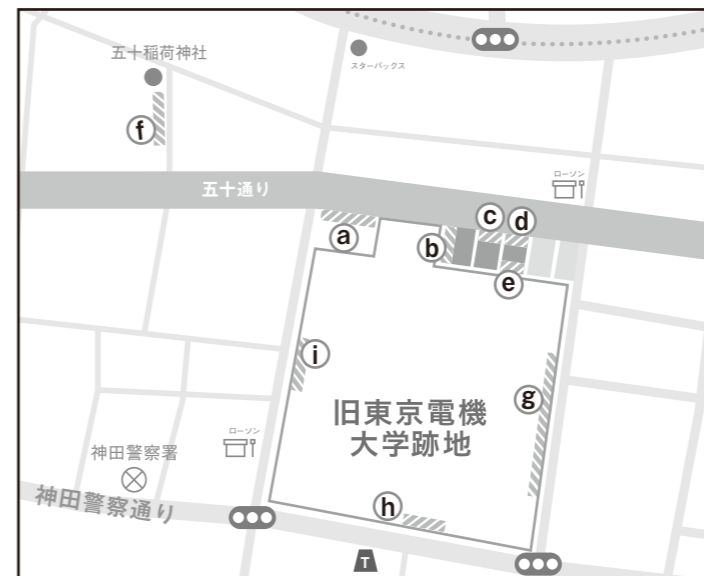 五十稲荷神社
スターバックス
f
五十通り
ローソン
a
b
c
d
e
i
g
旧東京電機
大学跡地
ローソン
神田警察署
神田警察通り
h
T